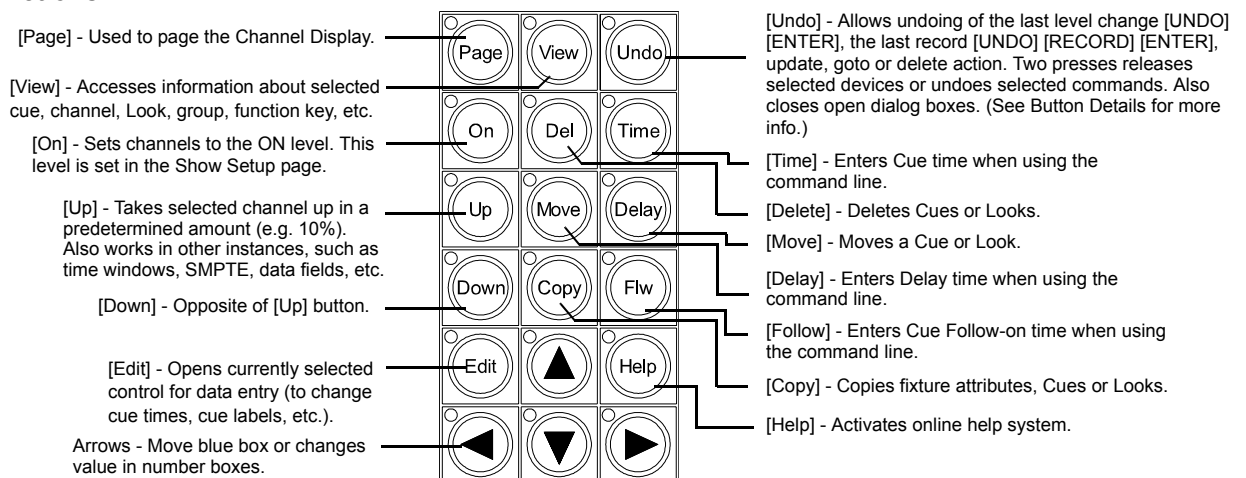 [Page] - Used to page the Channel Display.
[View] - Accesses information about selected
cue, channel, Look, group, function key, etc.
[On] - Sets channels to the ON level. This
level is set in the Show Setup page.
[Up] - Takes selected channel up in a
predetermined amount (e.g. 10%).
Also works in other instances, such as
time windows, SMPTE, data fields, etc.
[Down] - Opposite of [Up] button.
[Edit] - Opens currently selected
control for data entry (to change
cue times, cue labels, etc.).
Arrows - Move blue box or changes
value in number boxes.
Page
View
Undo
On
Del
Time
Up
Move
Delay
Down
Copy
Flw
Edit
Help
[Undo] - Allows undoing of the last level change [UNDO]
[ENTER], the last record [UNDO] [RECORD] [ENTER],
update, goto or delete action. Two presses releases
selected devices or undoes selected commands. Also
closes open dialog boxes. (See Button Details for more
info.)
[Time] - Enters Cue time when using the
command line.
[Delete] - Deletes Cues or Looks.
[Move] - Moves a Cue or Look.
[Delay] - Enters Delay time when using the
command line.
[Follow] - Enters Cue Follow-on time when using
the command line.
[Copy] - Copies fixture attributes, Cues or Looks.
[Help] - Activates online help system.